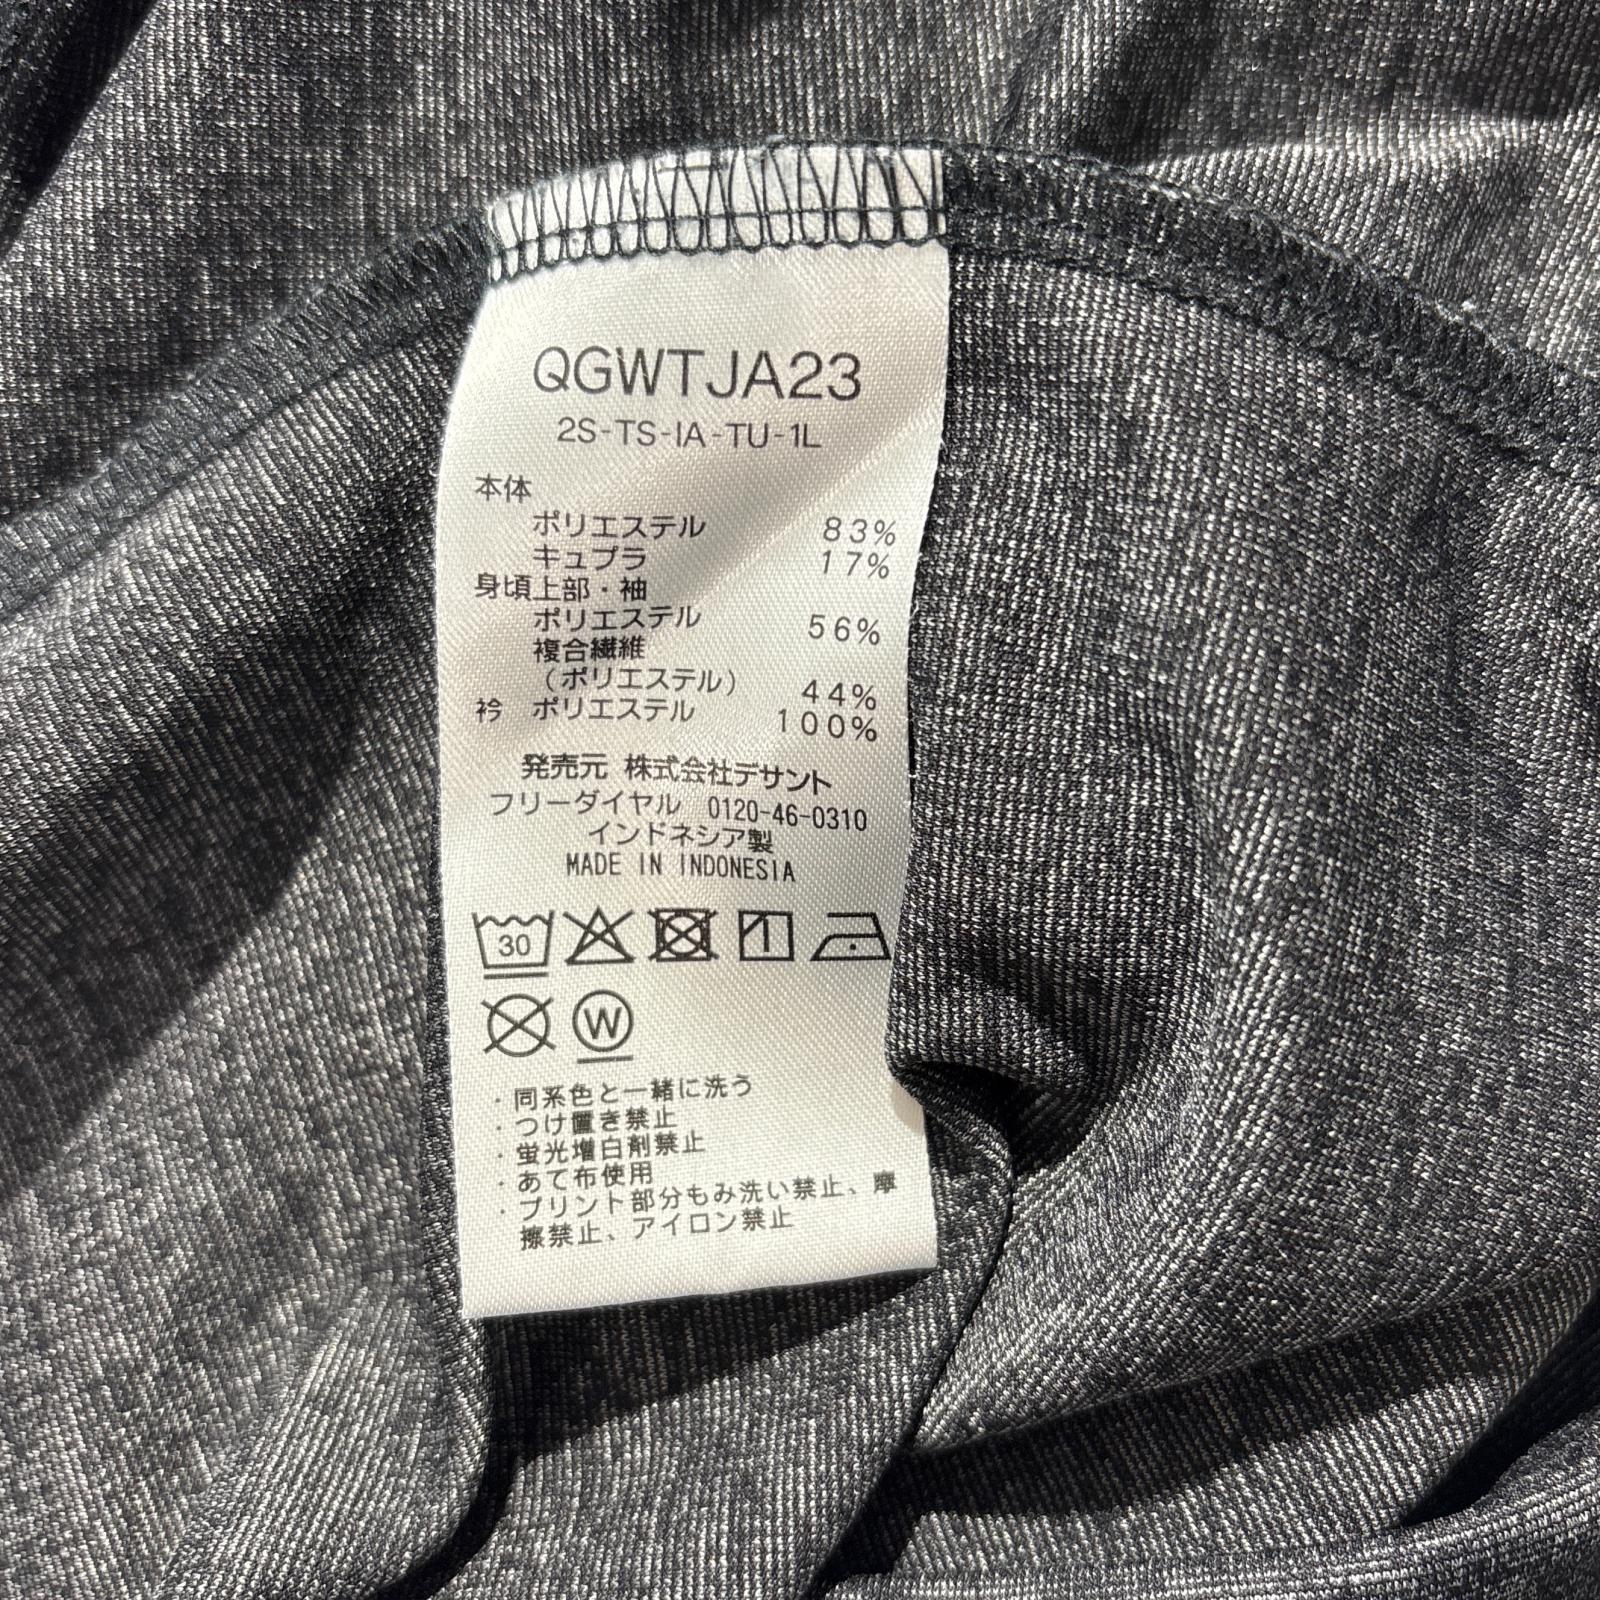 QGWTJA23
2S-TS-IA-TU-1L
本体
ポリエステル 83%
キュプラ 17%
身頃上部・袖
ポリエステル 56%
複合繊維
(ポリエステル) 44%
衿 ポリエステル 100%
発売元 株式会社デサント
フリーダイヤル 0120-46-0310
インドネシア製
MADE IN INDONESIA
30
W
・同系色と一緒に洗う
・つけ置き禁止
・蛍光増白剤禁止
・あて布使用
・プリント部分もみ洗い禁止、摩
擦禁止、アイロン禁止